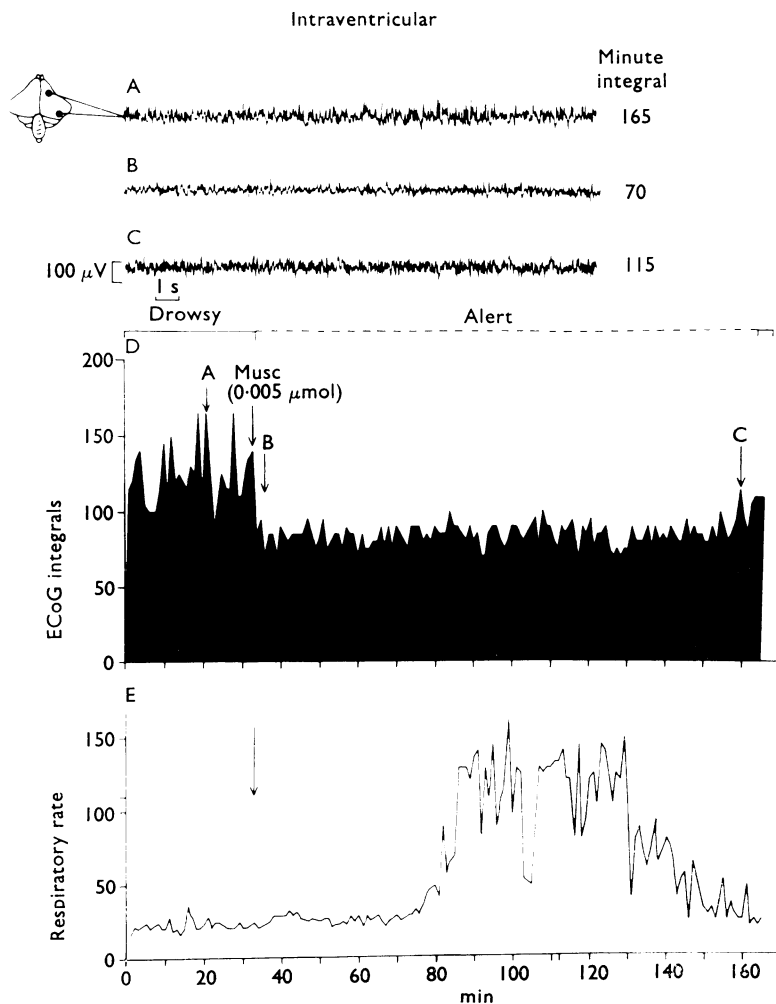 Intraventricular
Minute
integral
A
165
B
70
C
100 μV
115
1 s
Drowsy
Alert
D
200
A
Musc
(0·005 μmol)
150
B
C
100
50
0
ECoG integrals
E
150
100
50
0
Respiratory rate
0 20 40 60 80 100 120 140 160
min